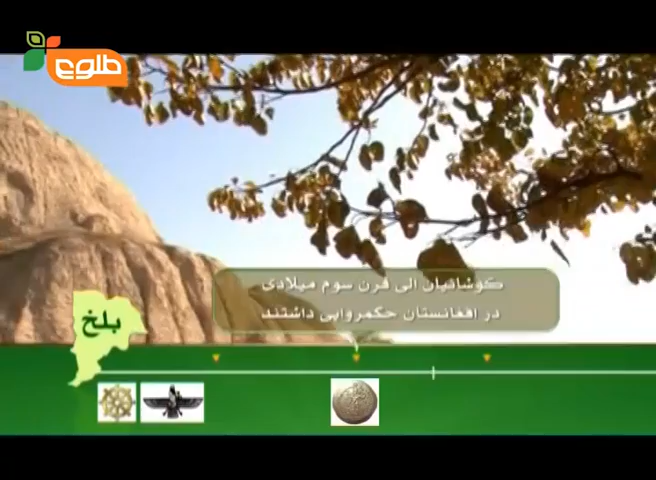 طلوع
کوشانیان الی قرن سوم میلادی
در افغانستان حکمروایی داشتند
بلخ